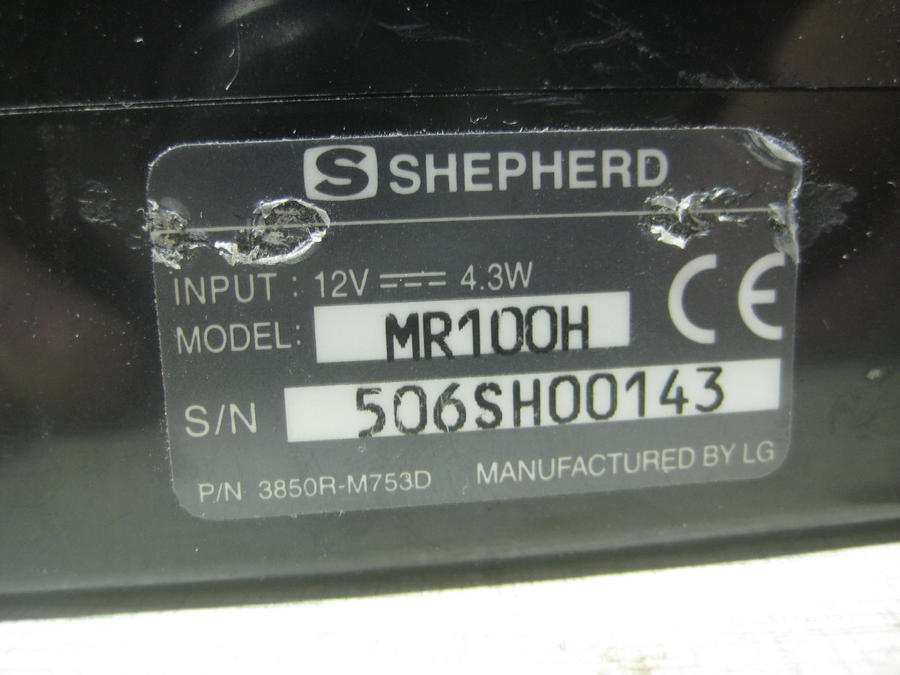 S SHEPHERD
INPUT : 12V ⎓ 4.3W
MODEL: MR100H
CE
S/N 506SH00143
P/N 3850R-M753D MANUFACTURED BY LG